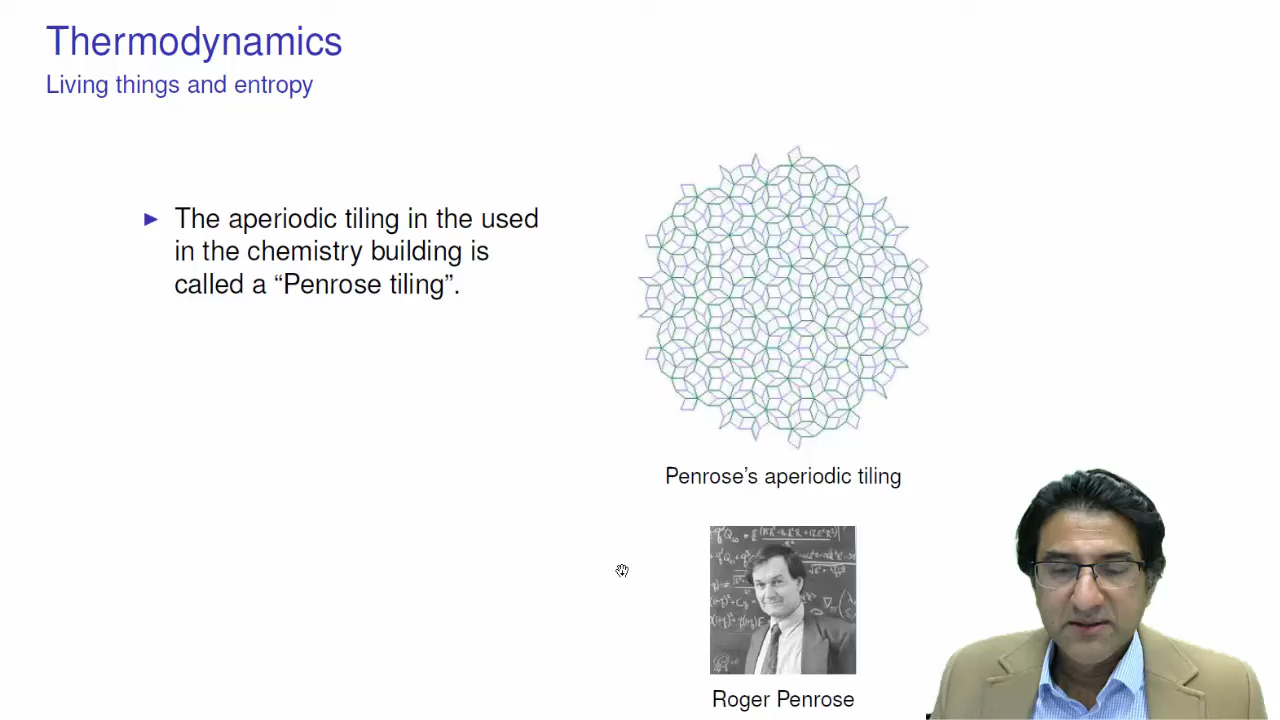 Thermodynamics
Living things and entropy
▶ The aperiodic tiling in the used
in the chemistry building is
called a “Penrose tiling”.
Penrose’s aperiodic tiling
Roger Penrose